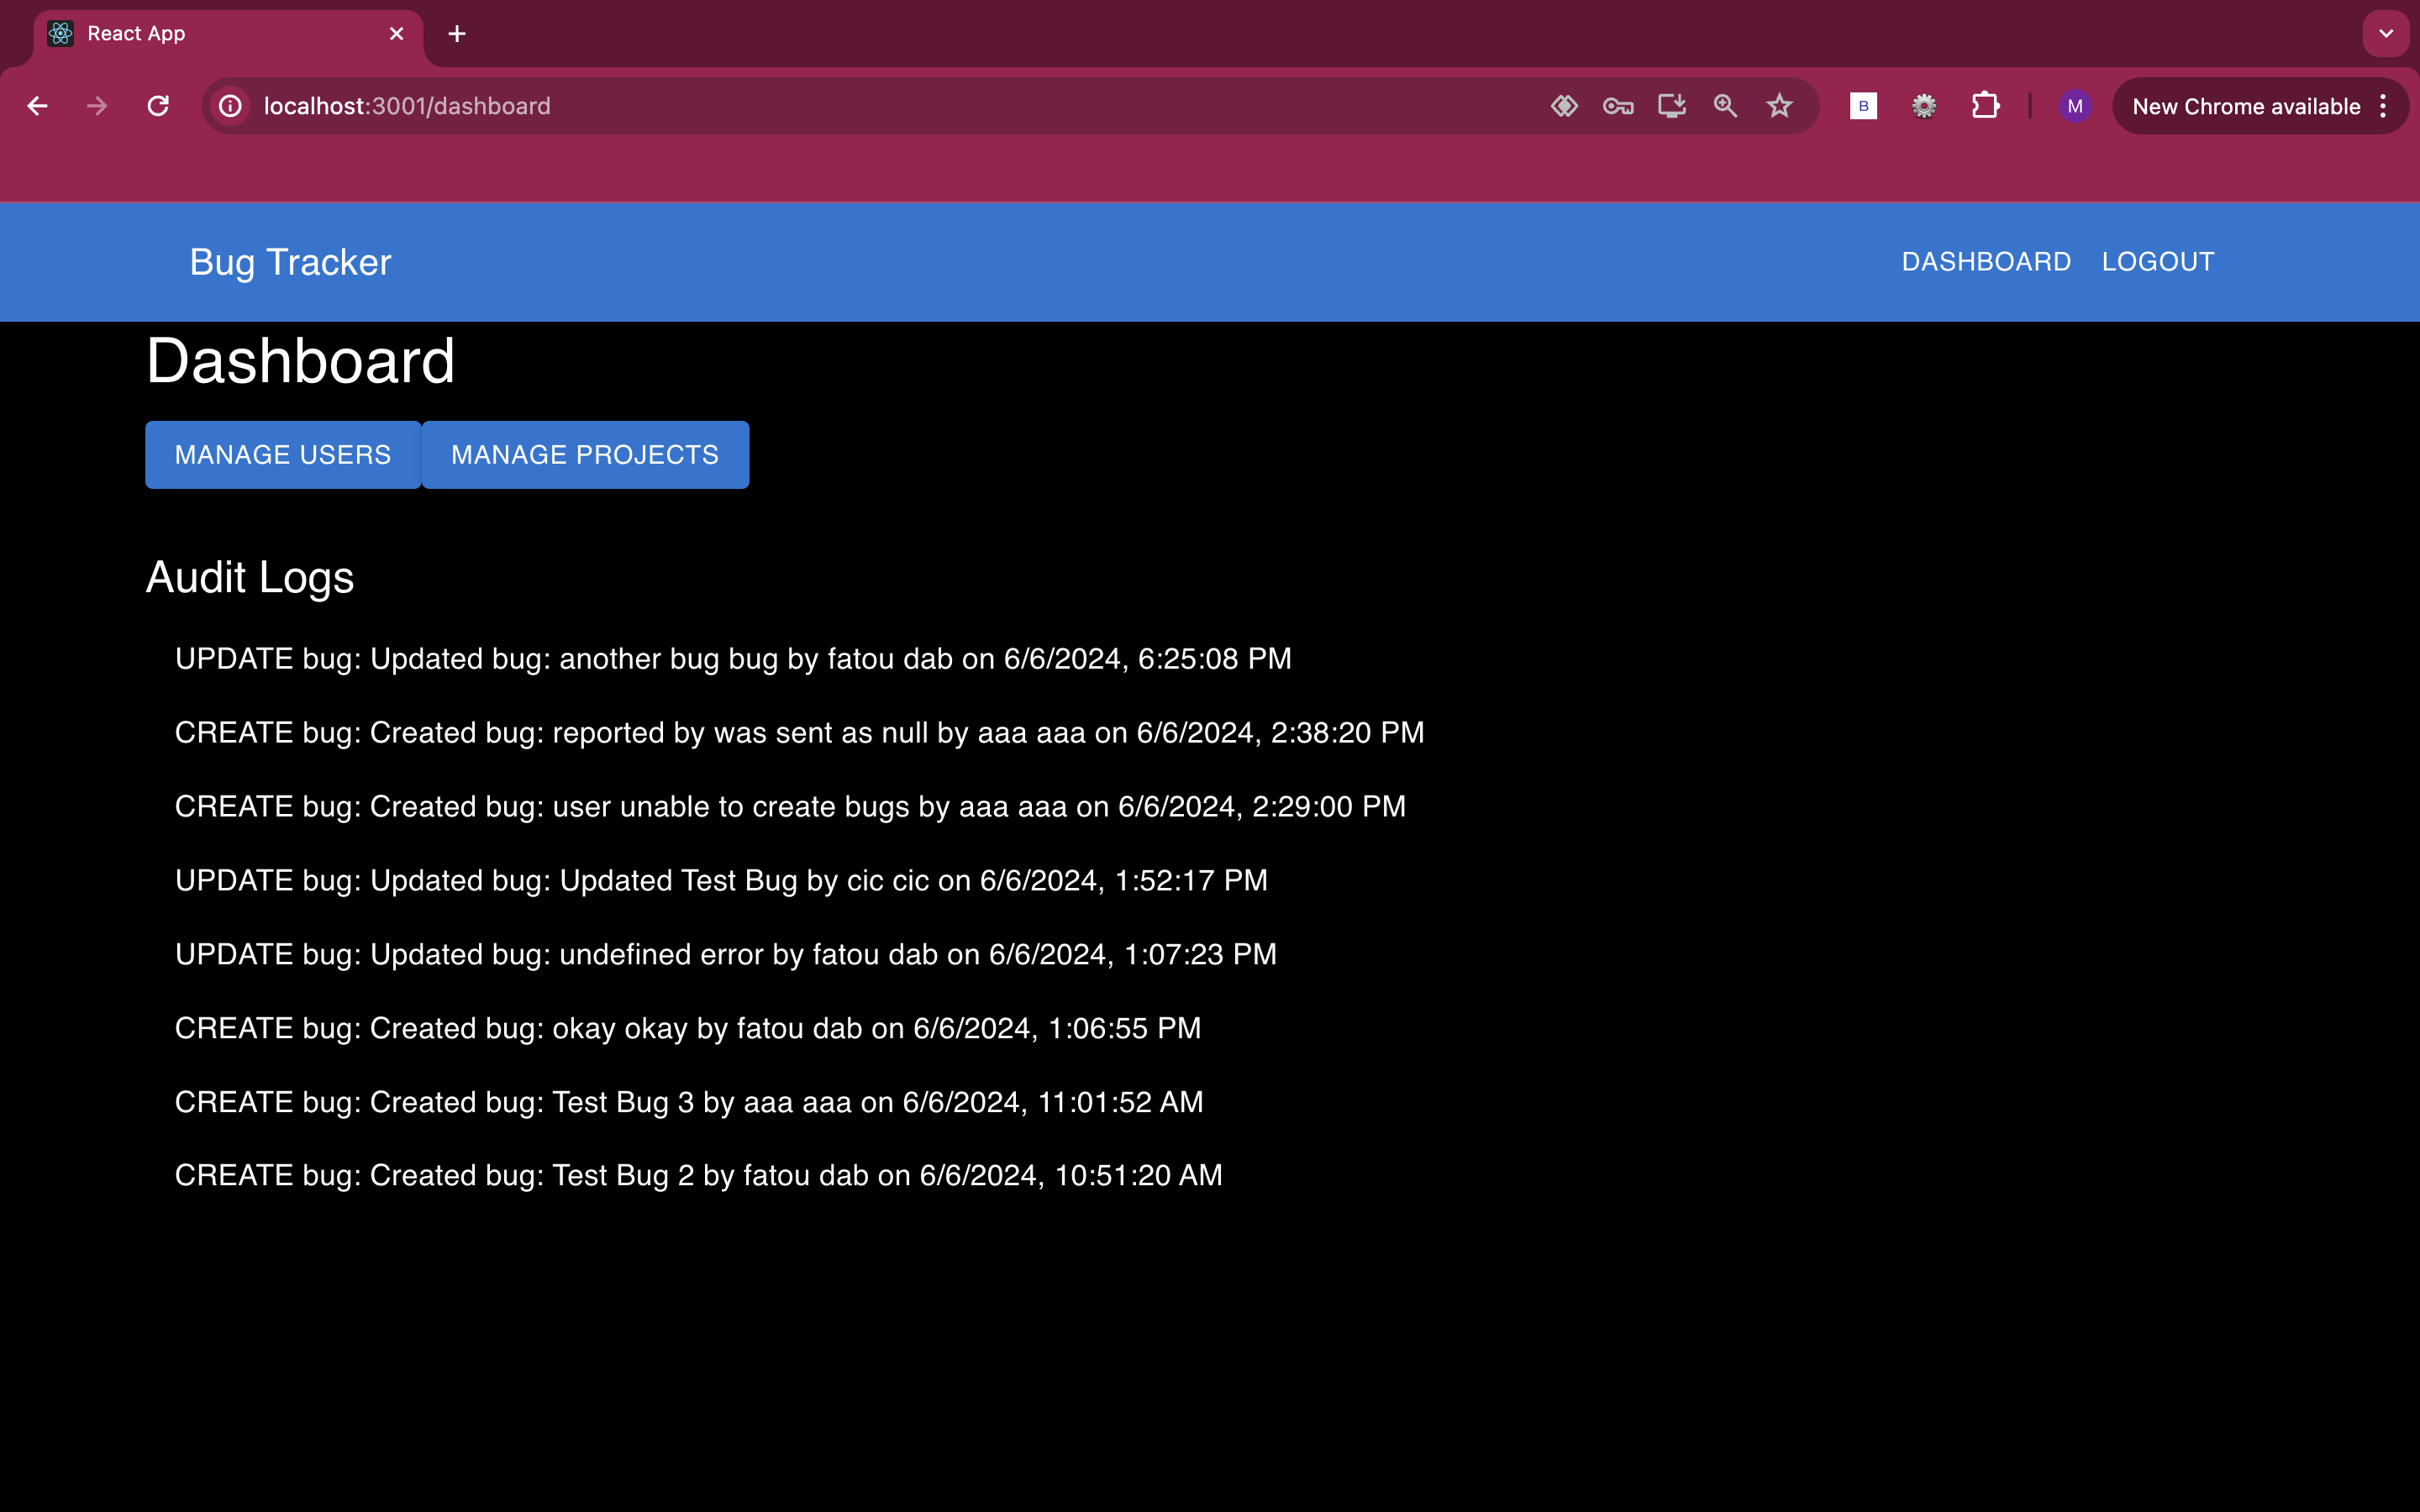 React App
localhost:3001/dashboard
B
M
New Chrome available
Bug Tracker
DASHBOARD
LOGOUT
Dashboard
MANAGE USERS
MANAGE PROJECTS
Audit Logs
UPDATE bug: Updated bug: another bug bug by fatou dab on 6/6/2024, 6:25:08 PM
CREATE bug: Created bug: reported by was sent as null by aaa aaa on 6/6/2024, 2:38:20 PM
CREATE bug: Created bug: user unable to create bugs by aaa aaa on 6/6/2024, 2:29:00 PM
UPDATE bug: Updated bug: Updated Test Bug by cic cic on 6/6/2024, 1:52:17 PM
UPDATE bug: Updated bug: undefined error by fatou dab on 6/6/2024, 1:07:23 PM
CREATE bug: Created bug: okay okay by fatou dab on 6/6/2024, 1:06:55 PM
CREATE bug: Created bug: Test Bug 3 by aaa aaa on 6/6/2024, 11:01:52 AM
CREATE bug: Created bug: Test Bug 2 by fatou dab on 6/6/2024, 10:51:20 AM